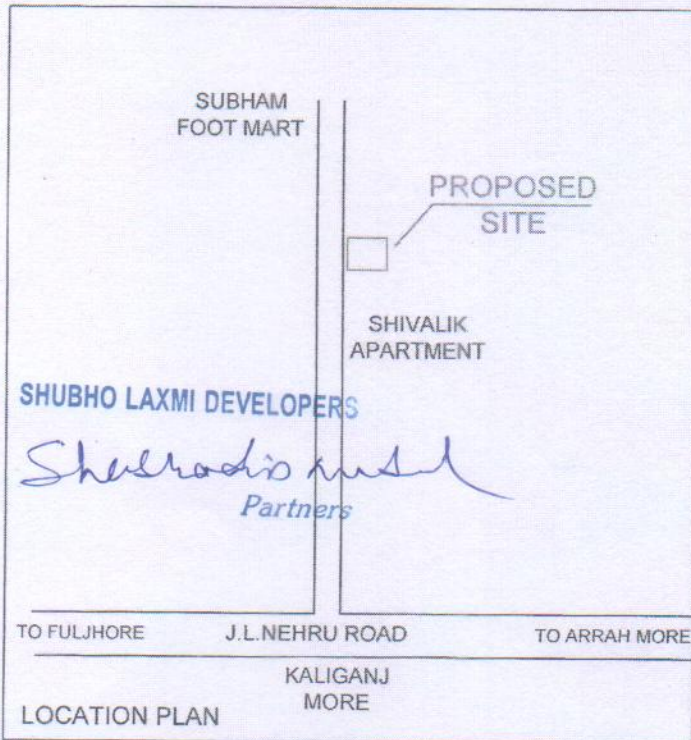 SUBHAM
FOOT MART
PROPOSED
SITE
SHIVALIK
APARTMENT
SHUBHO LAXMI DEVELOPERS
Partners
TO FULJHORE
J.L.NEHRU ROAD
TO ARRAH MORE
KALIGANJ
MORE
LOCATION PLAN